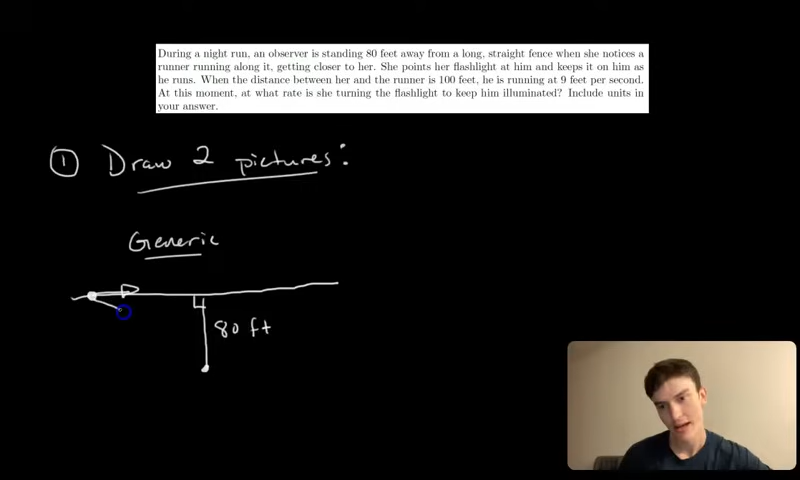 During a night run, an observer is standing 80 feet away from a long, straight fence when she notices a
runner running along it, getting closer to her. She points her flashlight at him and keeps it on him as
he runs. When the distance between her and the runner is 100 feet, he is running at 9 feet per second.
At this moment, at what rate is she turning the flashlight to keep him illuminated? Include units in
your answer.
① Draw 2 pictures:
Generic
80 ft